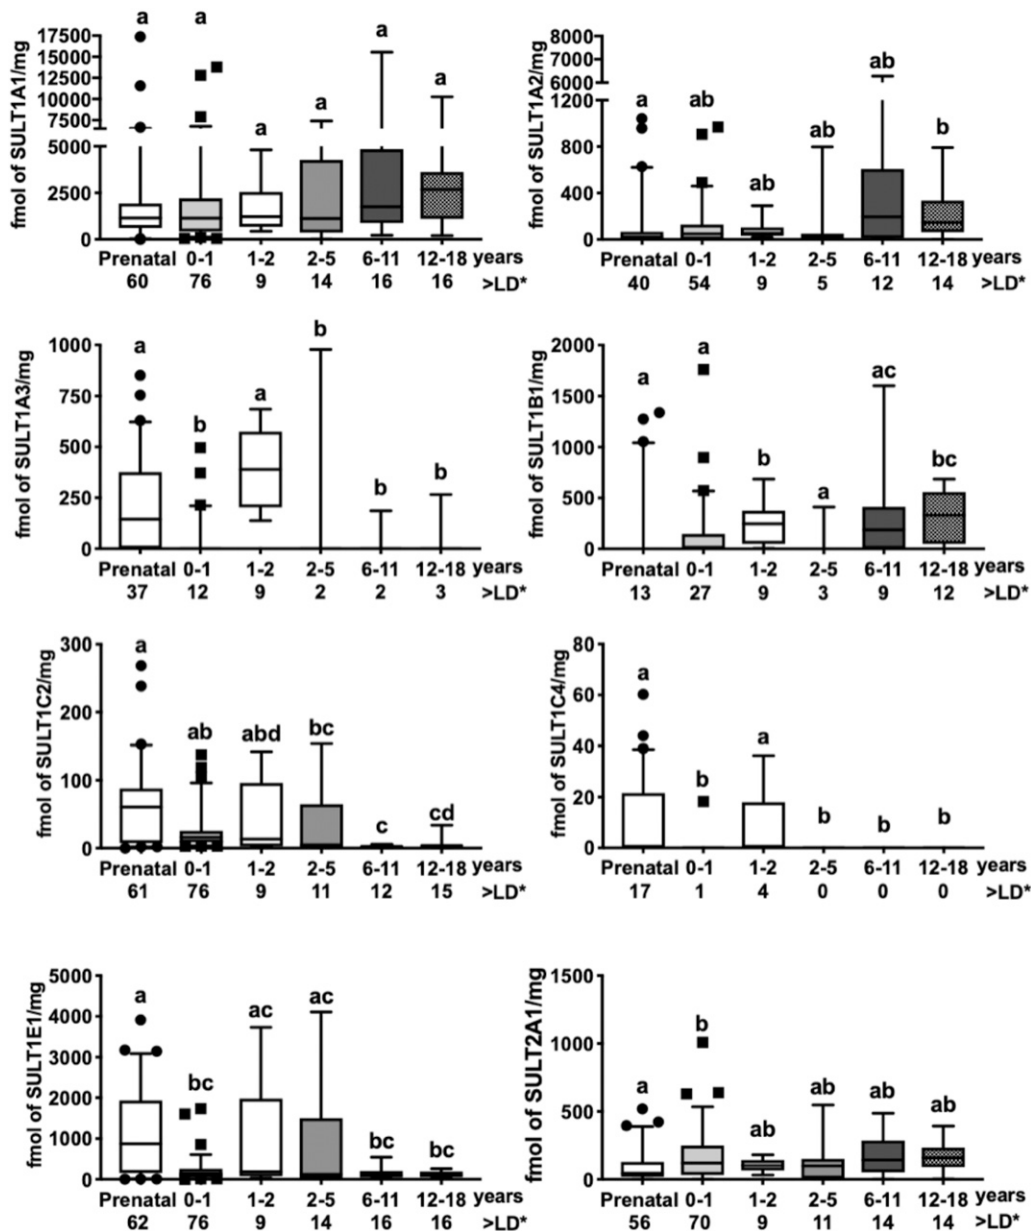 fmol of SULT1A1/mg
17500
15000
12500
10000
7500
5000
2500
0
a a a a a a
Prenatal 0-1 1-2 2-5 6-11 12-18 years
60 76 9 14 16 16 >LD*
fmol of SULT1A2/mg
8000
6000
4000
2000
1200
800
400
0
a ab ab ab ab b
Prenatal 0-1 1-2 2-5 6-11 12-18 years
40 54 9 5 12 14 >LD*
fmol of SULT1A3/mg
1000
750
500
250
0
a b a b b b
Prenatal 0-1 1-2 2-5 6-11 12-18 years
37 12 9 2 2 3 >LD*
fmol of SULT1B1/mg
2000
1500
1000
500
0
a a b a ac bc
Prenatal 0-1 1-2 2-5 6-11 12-18 years
13 27 9 3 9 12 >LD*
fmol of SULT1C2/mg
300
200
100
0
a ab abd bc c cd
Prenatal 0-1 1-2 2-5 6-11 12-18 years
61 76 9 11 12 15 >LD*
fmol of SULT1C4/mg
80
60
40
20
0
a b a b b b
Prenatal 0-1 1-2 2-5 6-11 12-18 years
17 1 4 0 0 0 >LD*
fmol of SULT1E1/mg
5000
4000
3000
2000
1000
0
a bc ac ac bc bc
Prenatal 0-1 1-2 2-5 6-11 12-18 years
62 76 9 14 16 16 >LD*
fmol of SULT2A1/mg
1500
1000
500
0
a b ab ab ab ab
Prenatal 0-1 1-2 2-5 6-11 12-18 years
56 70 9 11 14 14 >LD*